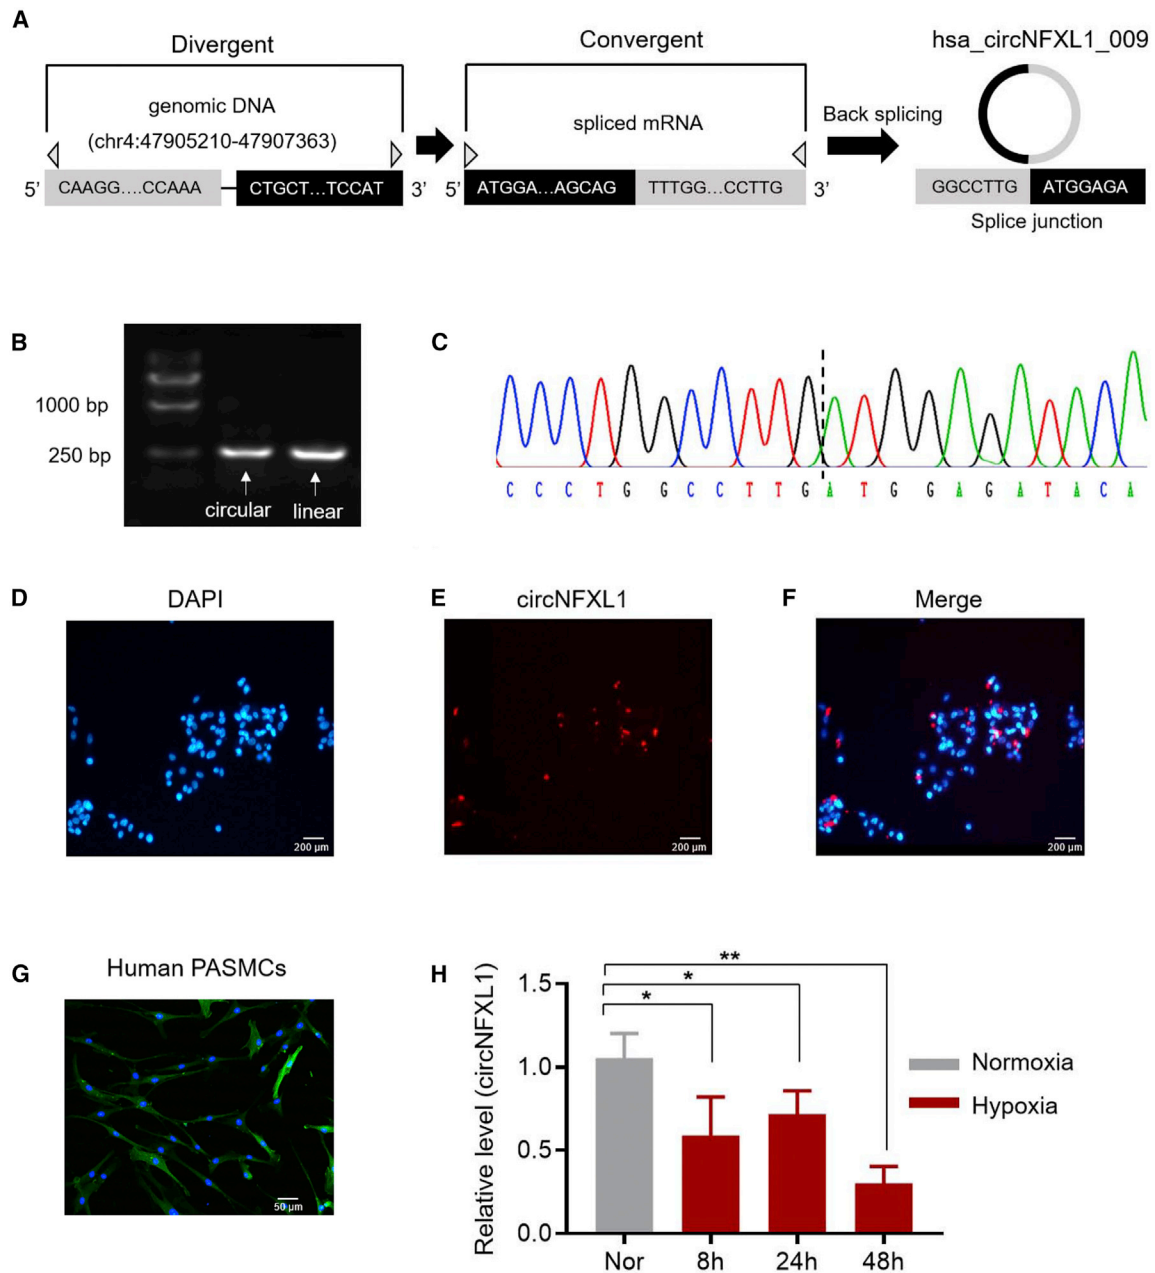 A
Divergent
Convergent
hsa_circNFXL1_009
genomic DNA
(chr4:47905210-47907363)
spliced mRNA
Back splicing
5’ CAAGG....CCAAA CTGCT...TCCAT 3’
5’ ATGGA...AGCAG TTTGG...CCTTG 3’
GGCCTTG ATGGAGA
Splice junction
B
1000 bp
250 bp
circular linear
C
C C C T G G C C T T G A T G G A G A T A C A
D DAPI
200 μm
E circNFXL1
200 μm
F Merge
200 μm
G Human PASMCs
50 μm
H
Relative level (circNFXL1)
1.5
1.0
0.5
0.0
**
*
*
Nor 8h 24h 48h
Normoxia
Hypoxia